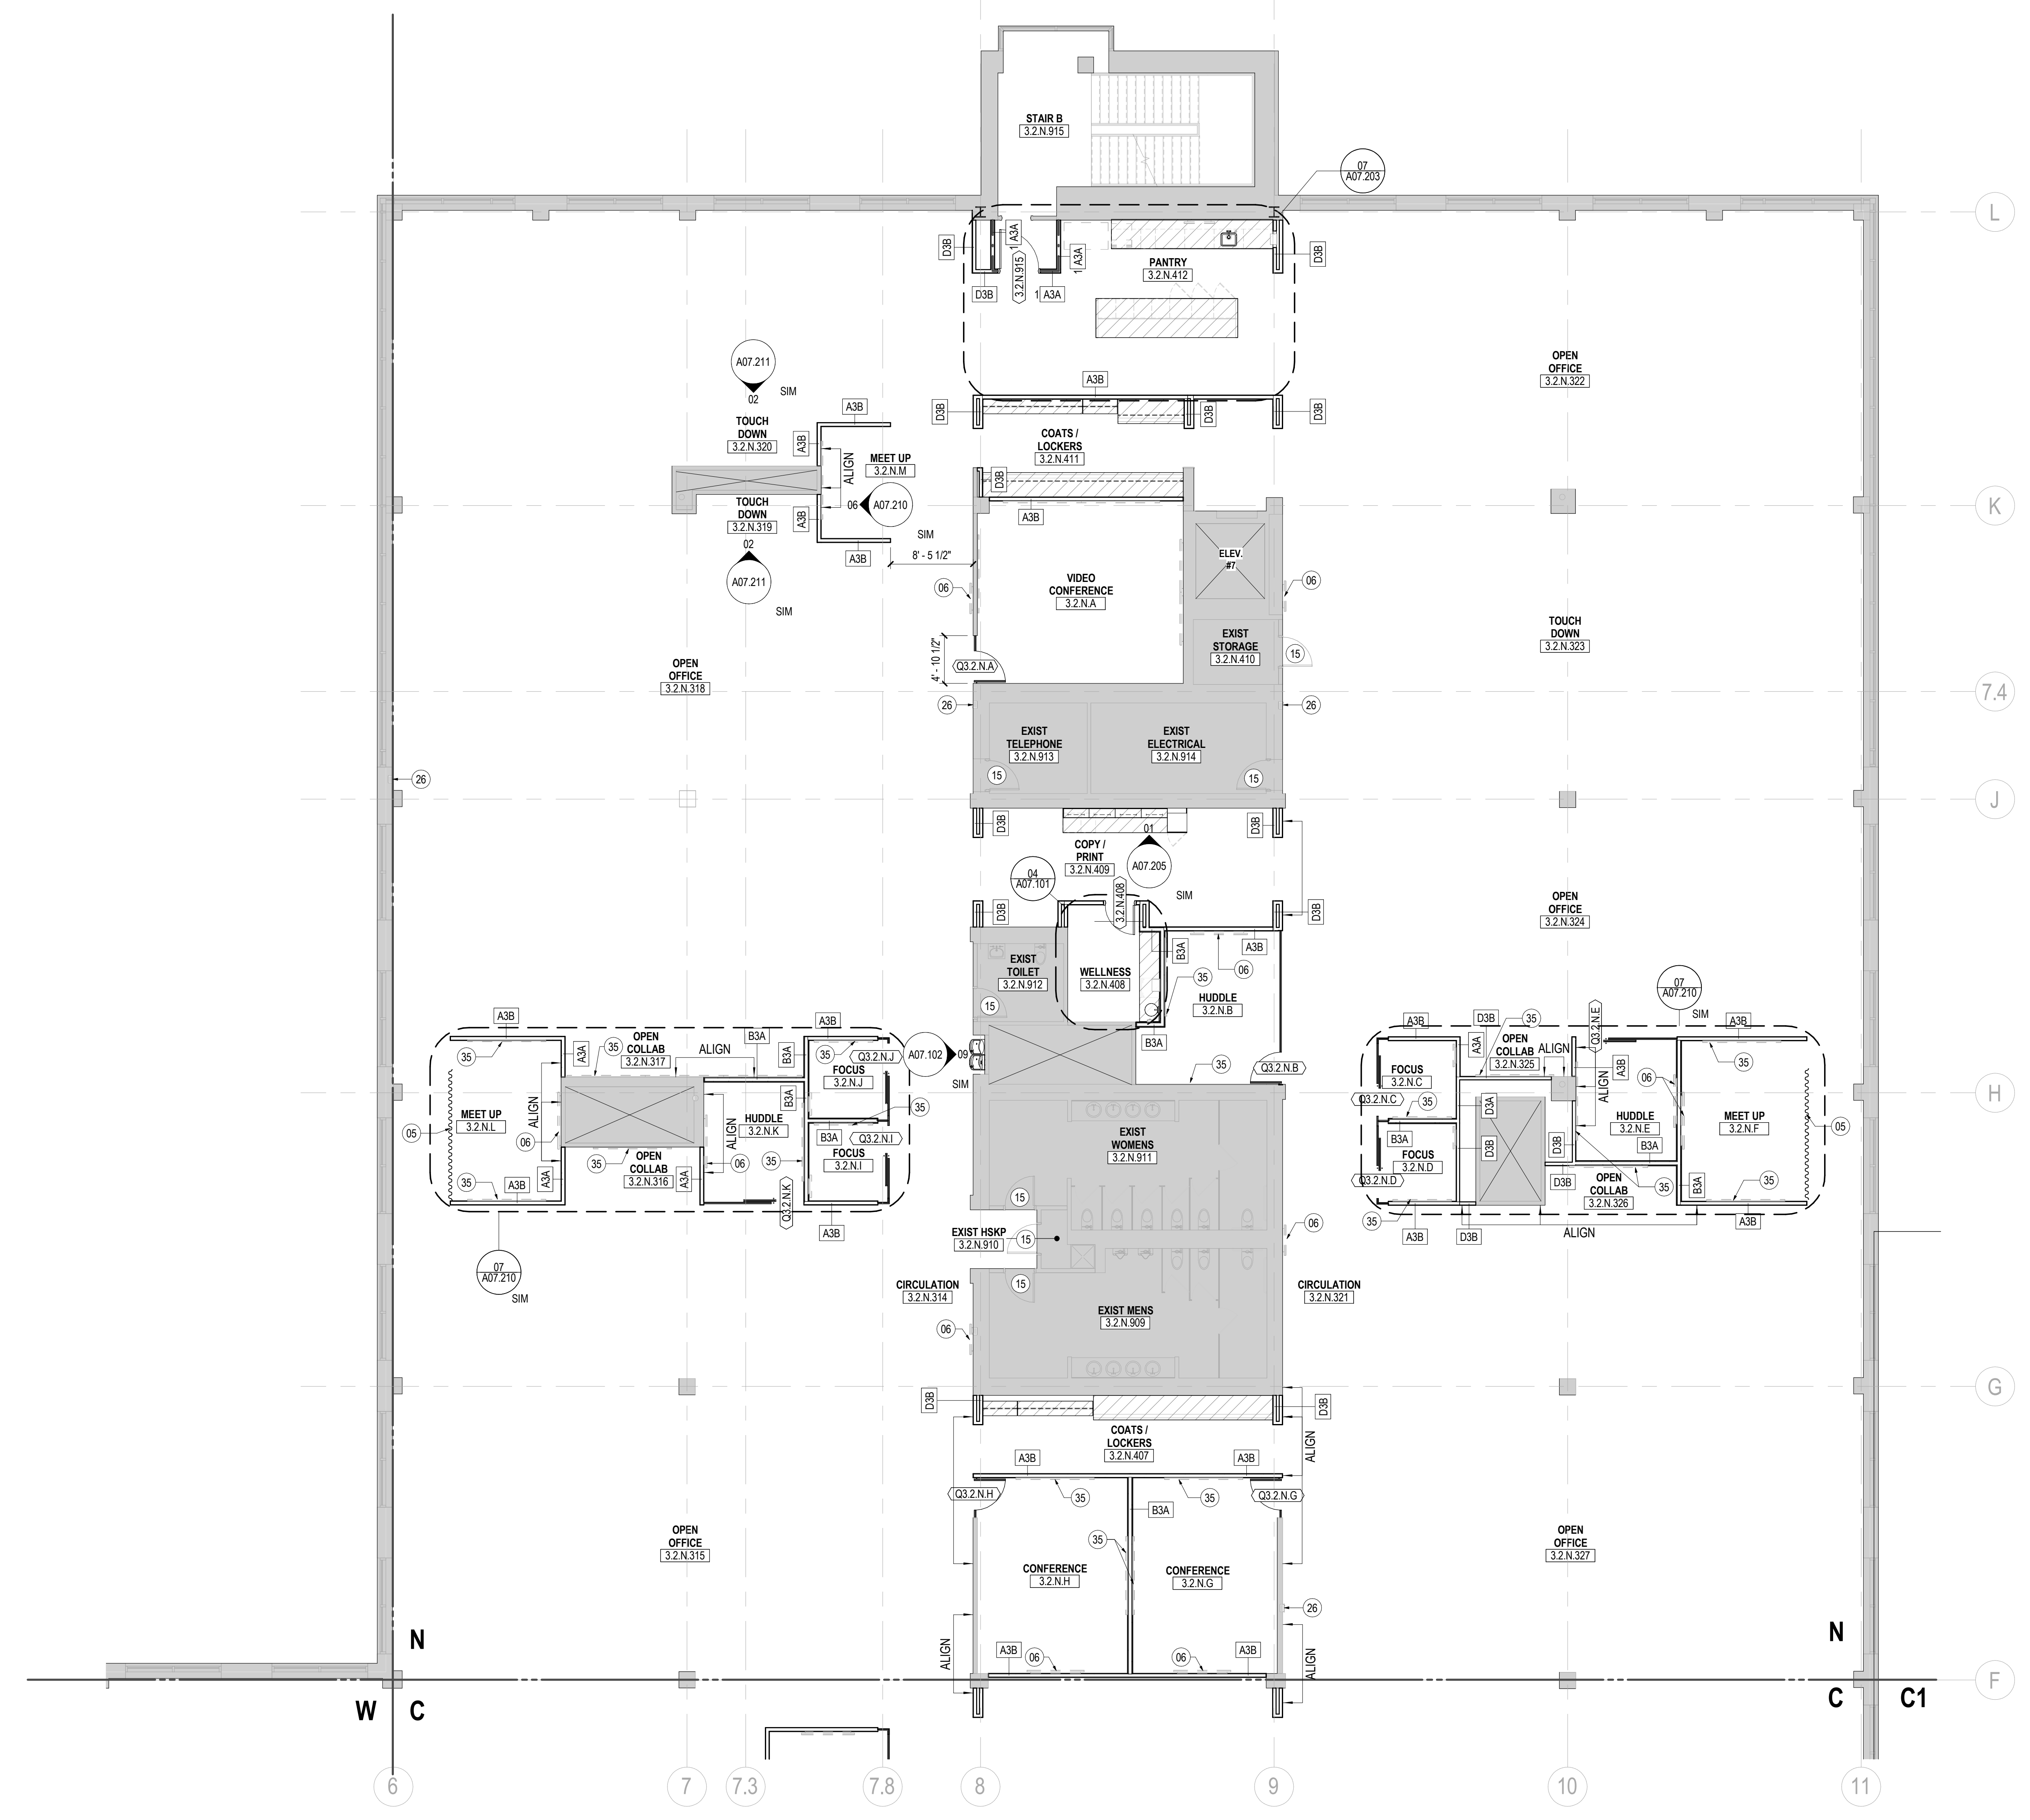 STAIR B
3.2.N.915
07
A07.203
L
D3B
A3A
1
A3A
1
D3B
3.2.N.915
1
A3A
D3B
PANTRY
3.2.N.412
A07.211
02
SIM
OPEN
OFFICE
3.2.N.322
A3B
A3B
TOUCH
DOWN
3.2.N.320
A3B
ALIGN
MEET UP
3.2.N.M
D3B
D3B
D3B
COATS /
LOCKERS
3.2.N.411
D3B
A3B
TOUCH
DOWN
3.2.N.319
A3B
06
A07.210
SIM
K
02
A07.211
SIM
A3B
8' - 5 1/2"
ELEV.
#7
VIDEO
CONFERENCE
3.2.N.A
06
06
TOUCH
DOWN
3.2.N.323
EXIST
STORAGE
3.2.N.410
15
4' - 10 1/2"
Q3.2.N.A
OPEN
OFFICE
3.2.N.318
7.4
26
26
EXIST
TELEPHONE
3.2.N.913
EXIST
ELECTRICAL
3.2.N.914
15
15
26
J
D3B
D3B
01
A07.205
SIM
COPY /
PRINT
3.2.N.409
04
A07.101
3.2.N.408
OPEN
OFFICE
3.2.N.324
D3B
D3B
B3A
A3B
EXIST
TOILET
3.2.N.912
WELLNESS
3.2.N.408
35
06
HUDDLE
3.2.N.B
15
07
A07.210
SIM
A3B
35
A3A
OPEN
COLLAB
3.2.N.317
35
ALIGN
B3A
B3A
A3B
35
Q3.2.N.J
FOCUS
3.2.N.J
A07.102
09
SIM
B3A
35
Q3.2.N.B
A3B
A3A
D3B
35
OPEN
COLLAB
3.2.N.325
ALIGN
Q3.2.N.E
A3A
A3B
35
FOCUS
3.2.N.C
Q3.2.N.C
35
06
H
MEET UP
3.2.N.L
05
ALIGN
06
HUDDLE
3.2.N.K
ALIGN
B3A
35
B3A
Q3.2.N.I
FOCUS
3.2.N.I
EXIST
WOMENS
3.2.N.911
D3A
ALIGN
HUDDLE
3.2.N.E
MEET UP
3.2.N.F
05
B3A
FOCUS
3.2.N.D
Q3.2.N.D
D3B
D3B
B3A
35
A3B
A3A
35
OPEN
COLLAB
3.2.N.316
A3A
06
35
Q3.2.N.K
A3B
D3B
OPEN
COLLAB
3.2.N.326
35
B3A
35
A3B
35
A3B
D3B
ALIGN
07
A07.210
SIM
15
EXIST HSKP
3.2.N.910
15
15
06
CIRCULATION
3.2.N.314
CIRCULATION
3.2.N.321
EXIST MENS
3.2.N.909
06
G
D3B
D3B
COATS /
LOCKERS
3.2.N.407
ALIGN
A3B
A3B
Q3.2.N.H
35
35
Q3.2.N.G
B3A
35
OPEN
OFFICE
3.2.N.315
CONFERENCE
3.2.N.H
CONFERENCE
3.2.N.G
OPEN
OFFICE
3.2.N.327
26
N
N
ALIGN
A3B
06
06
A3B
ALIGN
F
W
C
C
C1
6
7
7.3
7.8
8
9
10
11